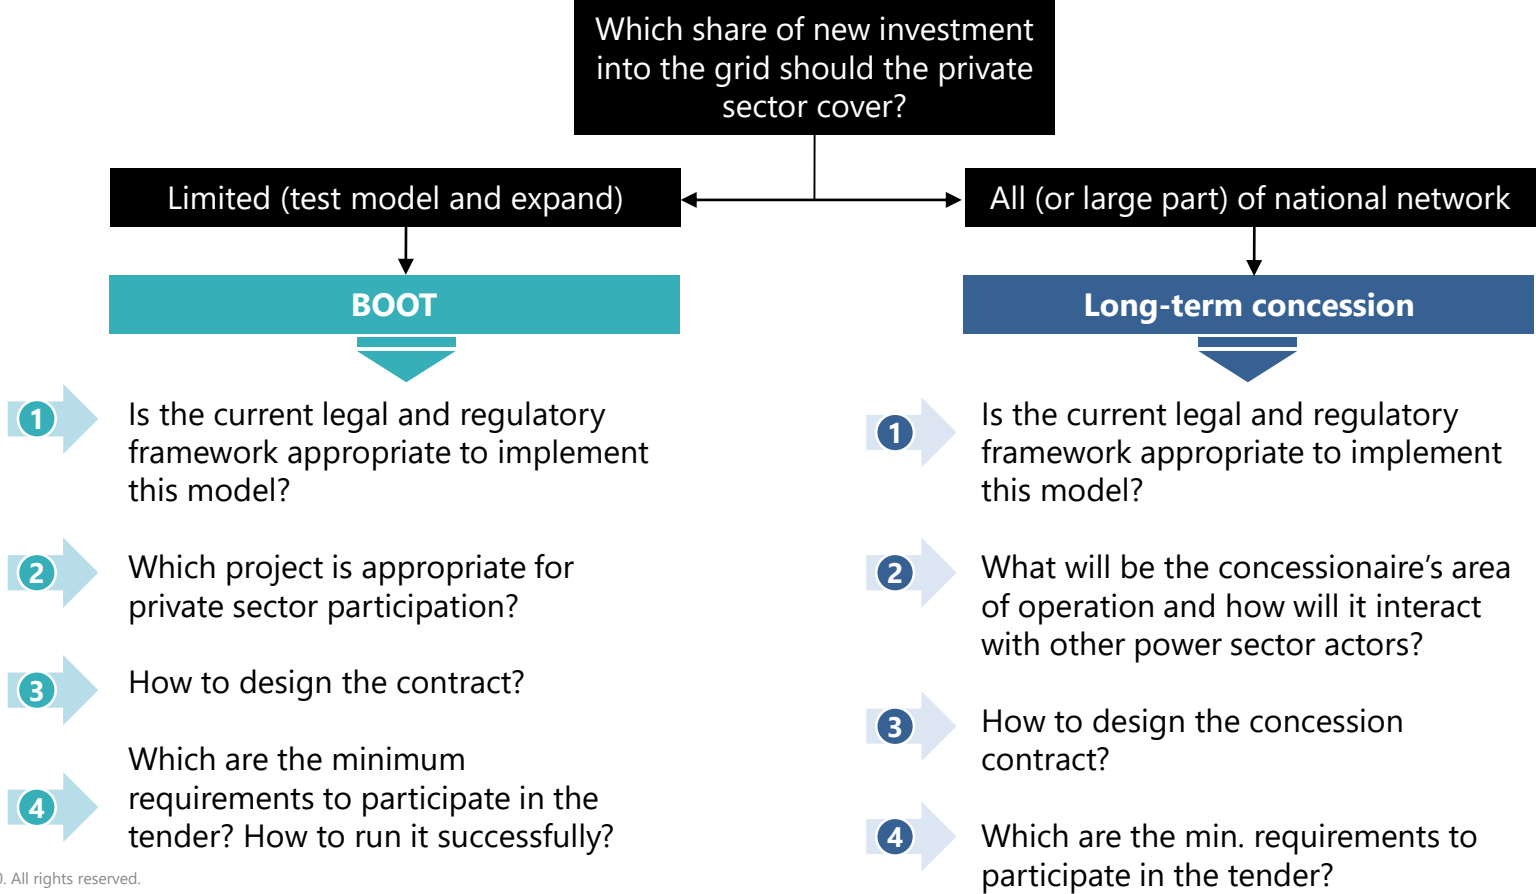 Which share of new investment
into the grid should the private
sector cover?
Limited (test model and expand)
All (or large part) of national network
BOOT
Long-term concession
1
Is the current legal and regulatory
framework appropriate to implement
this model?
2
Which project is appropriate for
private sector participation?
3
How to design the contract?
4
Which are the minimum
requirements to participate in the
tender? How to run it successfully?
1
Is the current legal and regulatory
framework appropriate to implement
this model?
2
What will be the concessionaire’s area
of operation and how will it interact
with other power sector actors?
3
How to design the concession
contract?
4
Which are the min. requirements to
participate in the tender?
. All rights reserved.